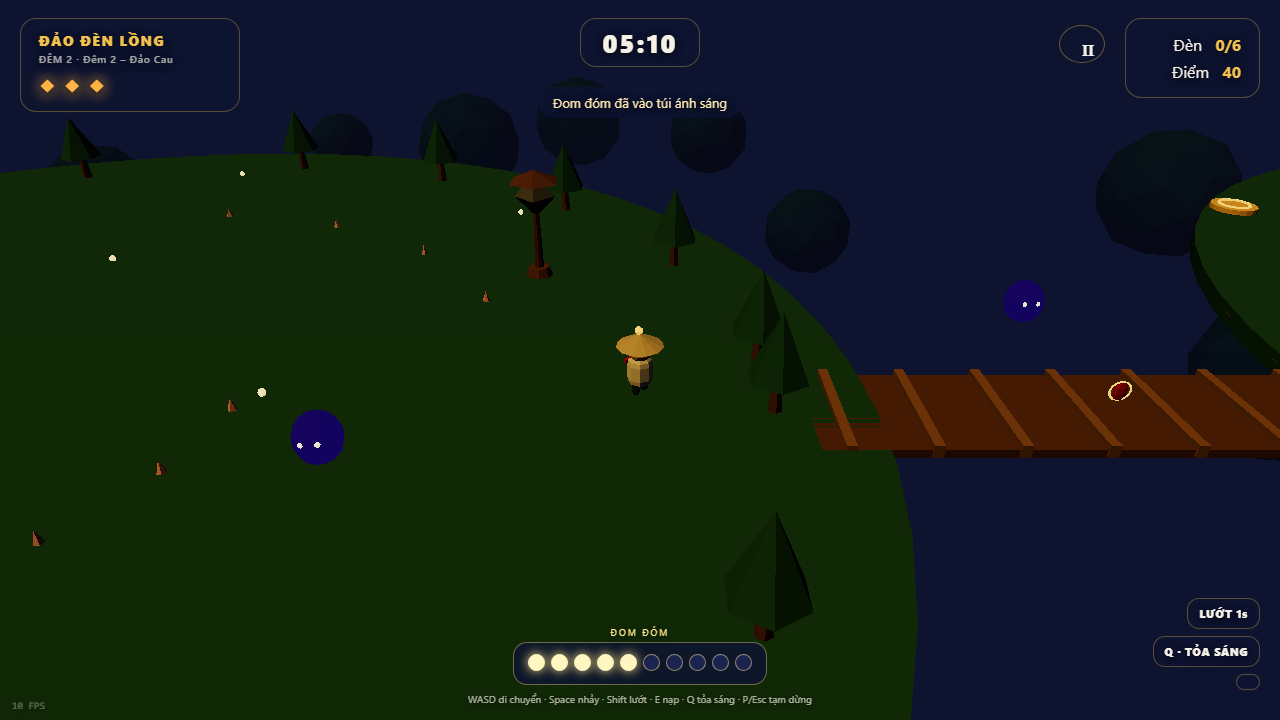 ĐẢO ĐÈN LỒNG
ĐÊM 2 · Đêm 2 – Đảo Cau
05:10
II
Đèn 0/6
Điểm 40
Đom đóm đã vào túi ánh sáng
LƯỚT 1s
Q · TỎA SÁNG
ĐOM ĐÓM
WASD di chuyển · Space nhảy · Shift lướt · E nạp · Q tỏa sáng · P/Esc tạm dừng
10 FPS